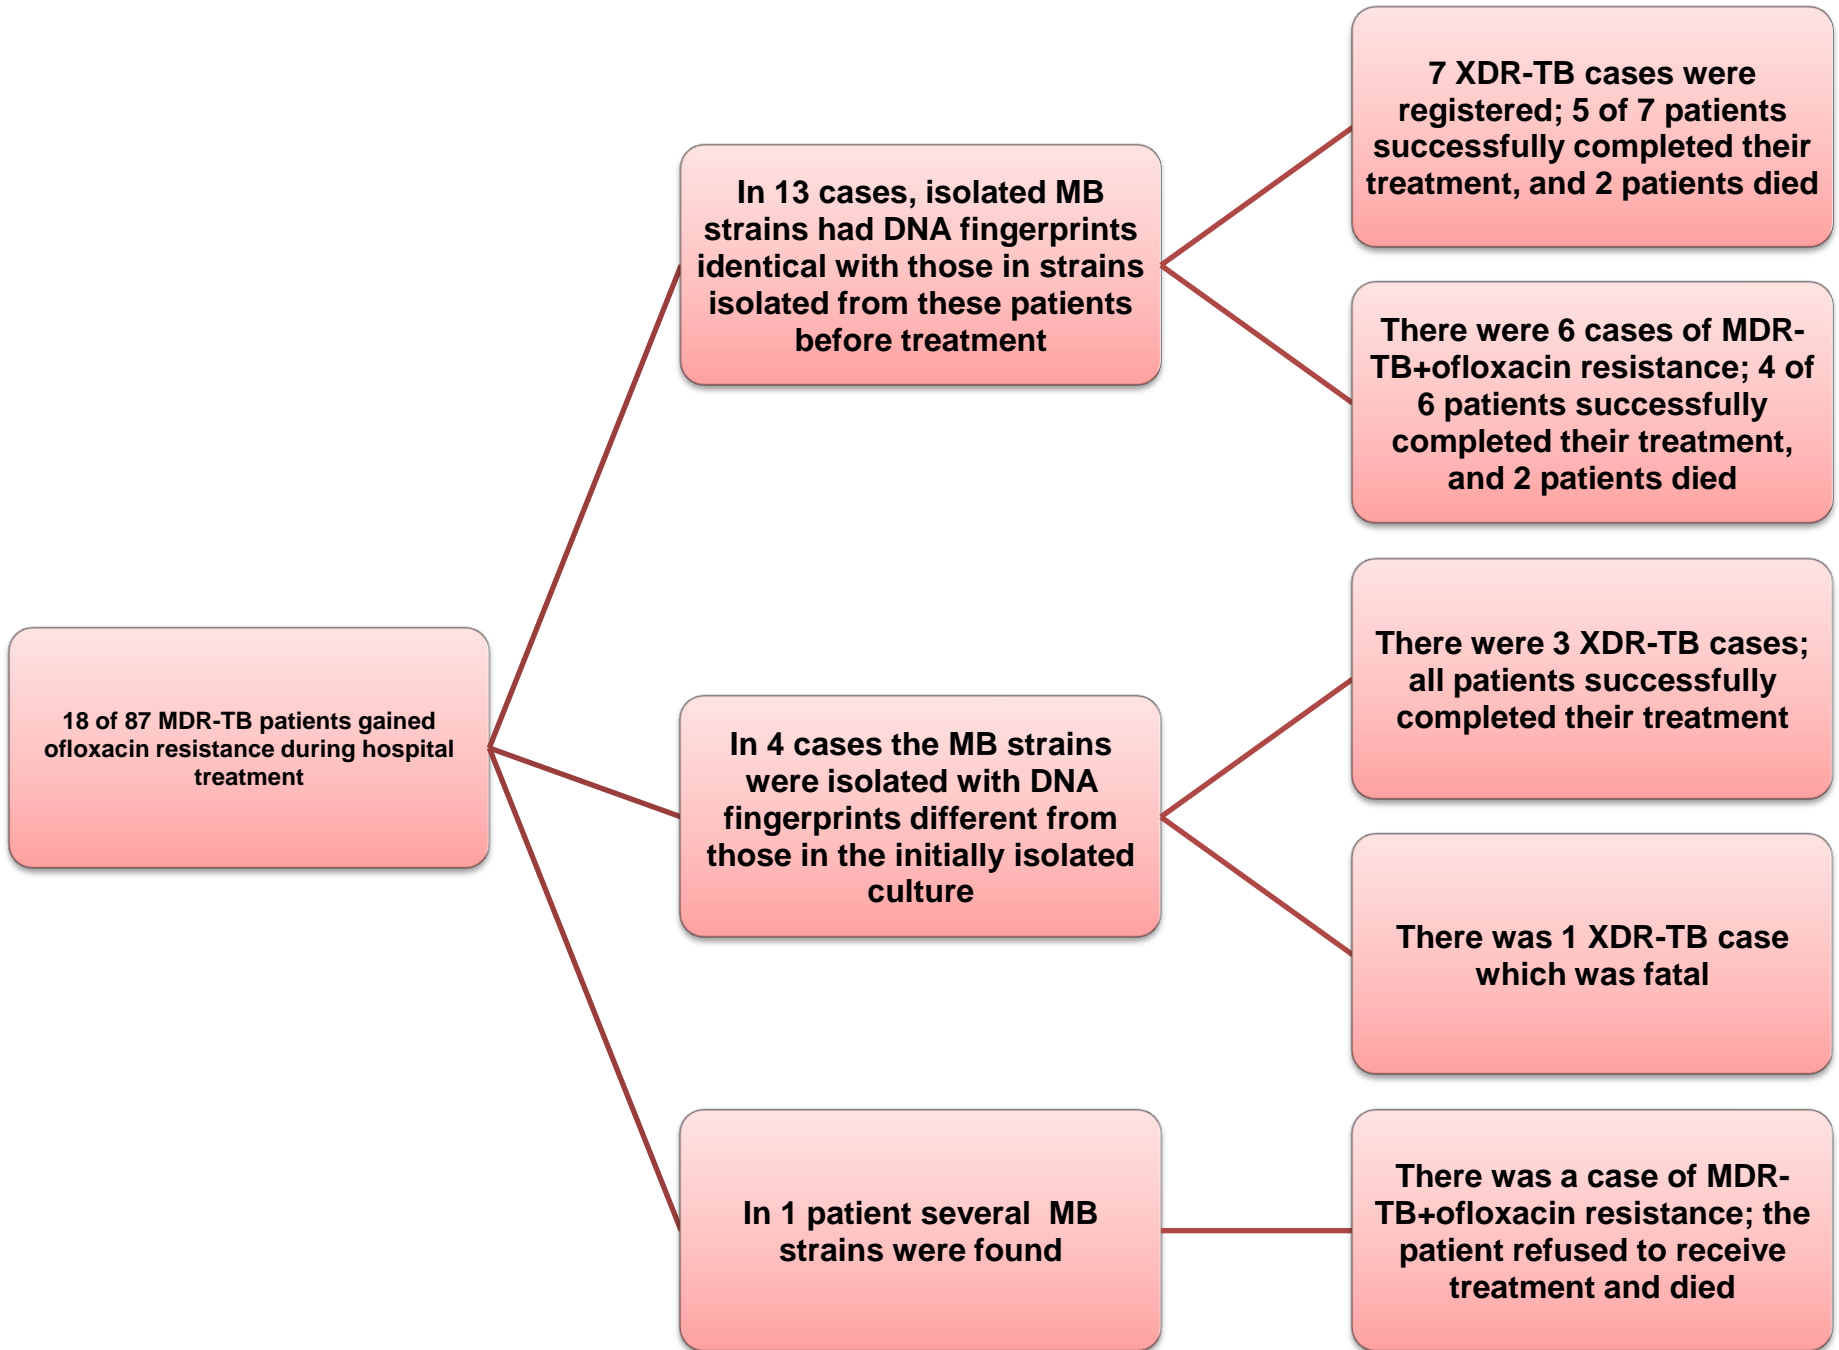 18 of 87 MDR-TB patients gained
ofloxacin resistance during hospital
treatment
In 13 cases, isolated MB
strains had DNA fingerprints
identical with those in strains
isolated from these patients
before treatment
7 XDR-TB cases were
registered; 5 of 7 patients
successfully completed their
treatment, and 2 patients died
There were 6 cases of MDR-
TB+ofloxacin resistance; 4 of
6 patients successfully
completed their treatment,
and 2 patients died
In 4 cases the MB strains
were isolated with DNA
fingerprints different from
those in the initially isolated
culture
There were 3 XDR-TB cases;
all patients successfully
completed their treatment
There was 1 XDR-TB case
which was fatal
In 1 patient several  MB
strains were found
There was a case of MDR-
TB+ofloxacin resistance; the
patient refused to receive
treatment and died